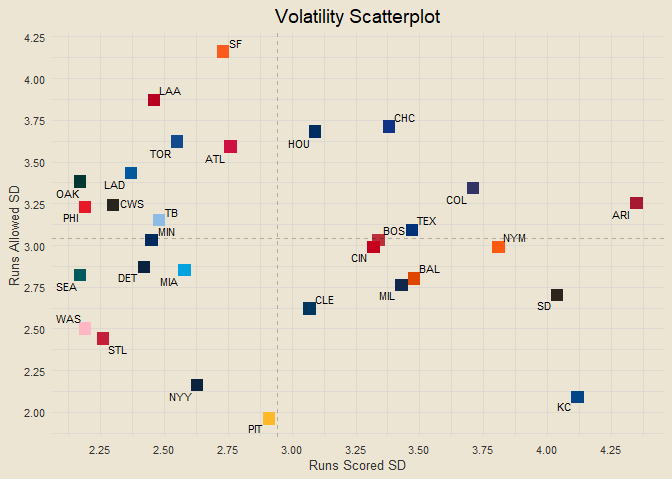 Volatility Scatterplot
4.25
SF
4.00
LAA
CHC
3.75
HOU
TOR
ATL
3.50
LAD
OAK
COL
3.25
CWS
ARI
PHI
TB
TEX
MIN
BOS
NYM
3.00
CIN
BAL
DET
MIA
SEA
MIL
2.75
CLE
SD
WAS
2.50
STL
2.25
NYY
KC
2.00
PIT
Runs Allowed SD
2.25 2.50 2.75 3.00 3.25 3.50 3.75 4.00 4.25
Runs Scored SD